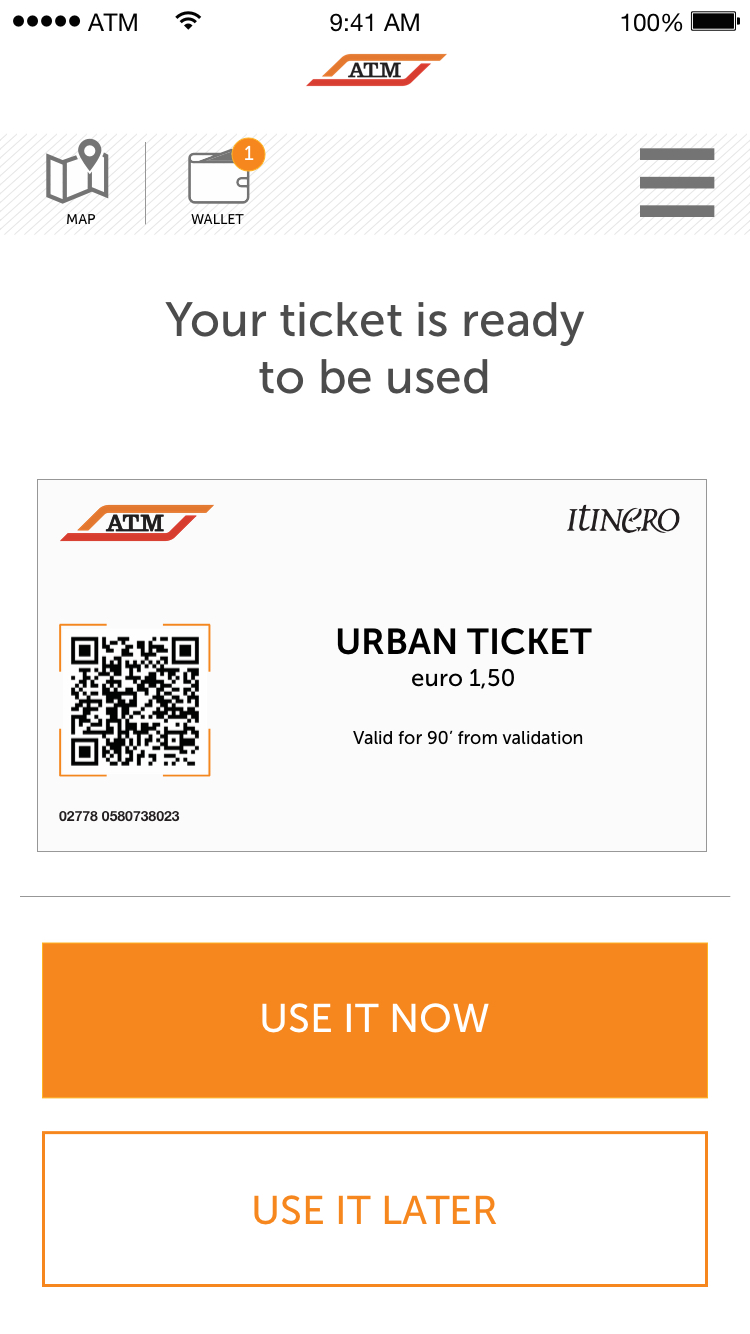 ATM 9:41 AM 100%
ATM
1
MAP WALLET
Your ticket is ready
to be used
ATM ITINERO
URBAN TICKET
euro 1,50
Valid for 90′ from validation
02778 0580738023
USE IT NOW
USE IT LATER